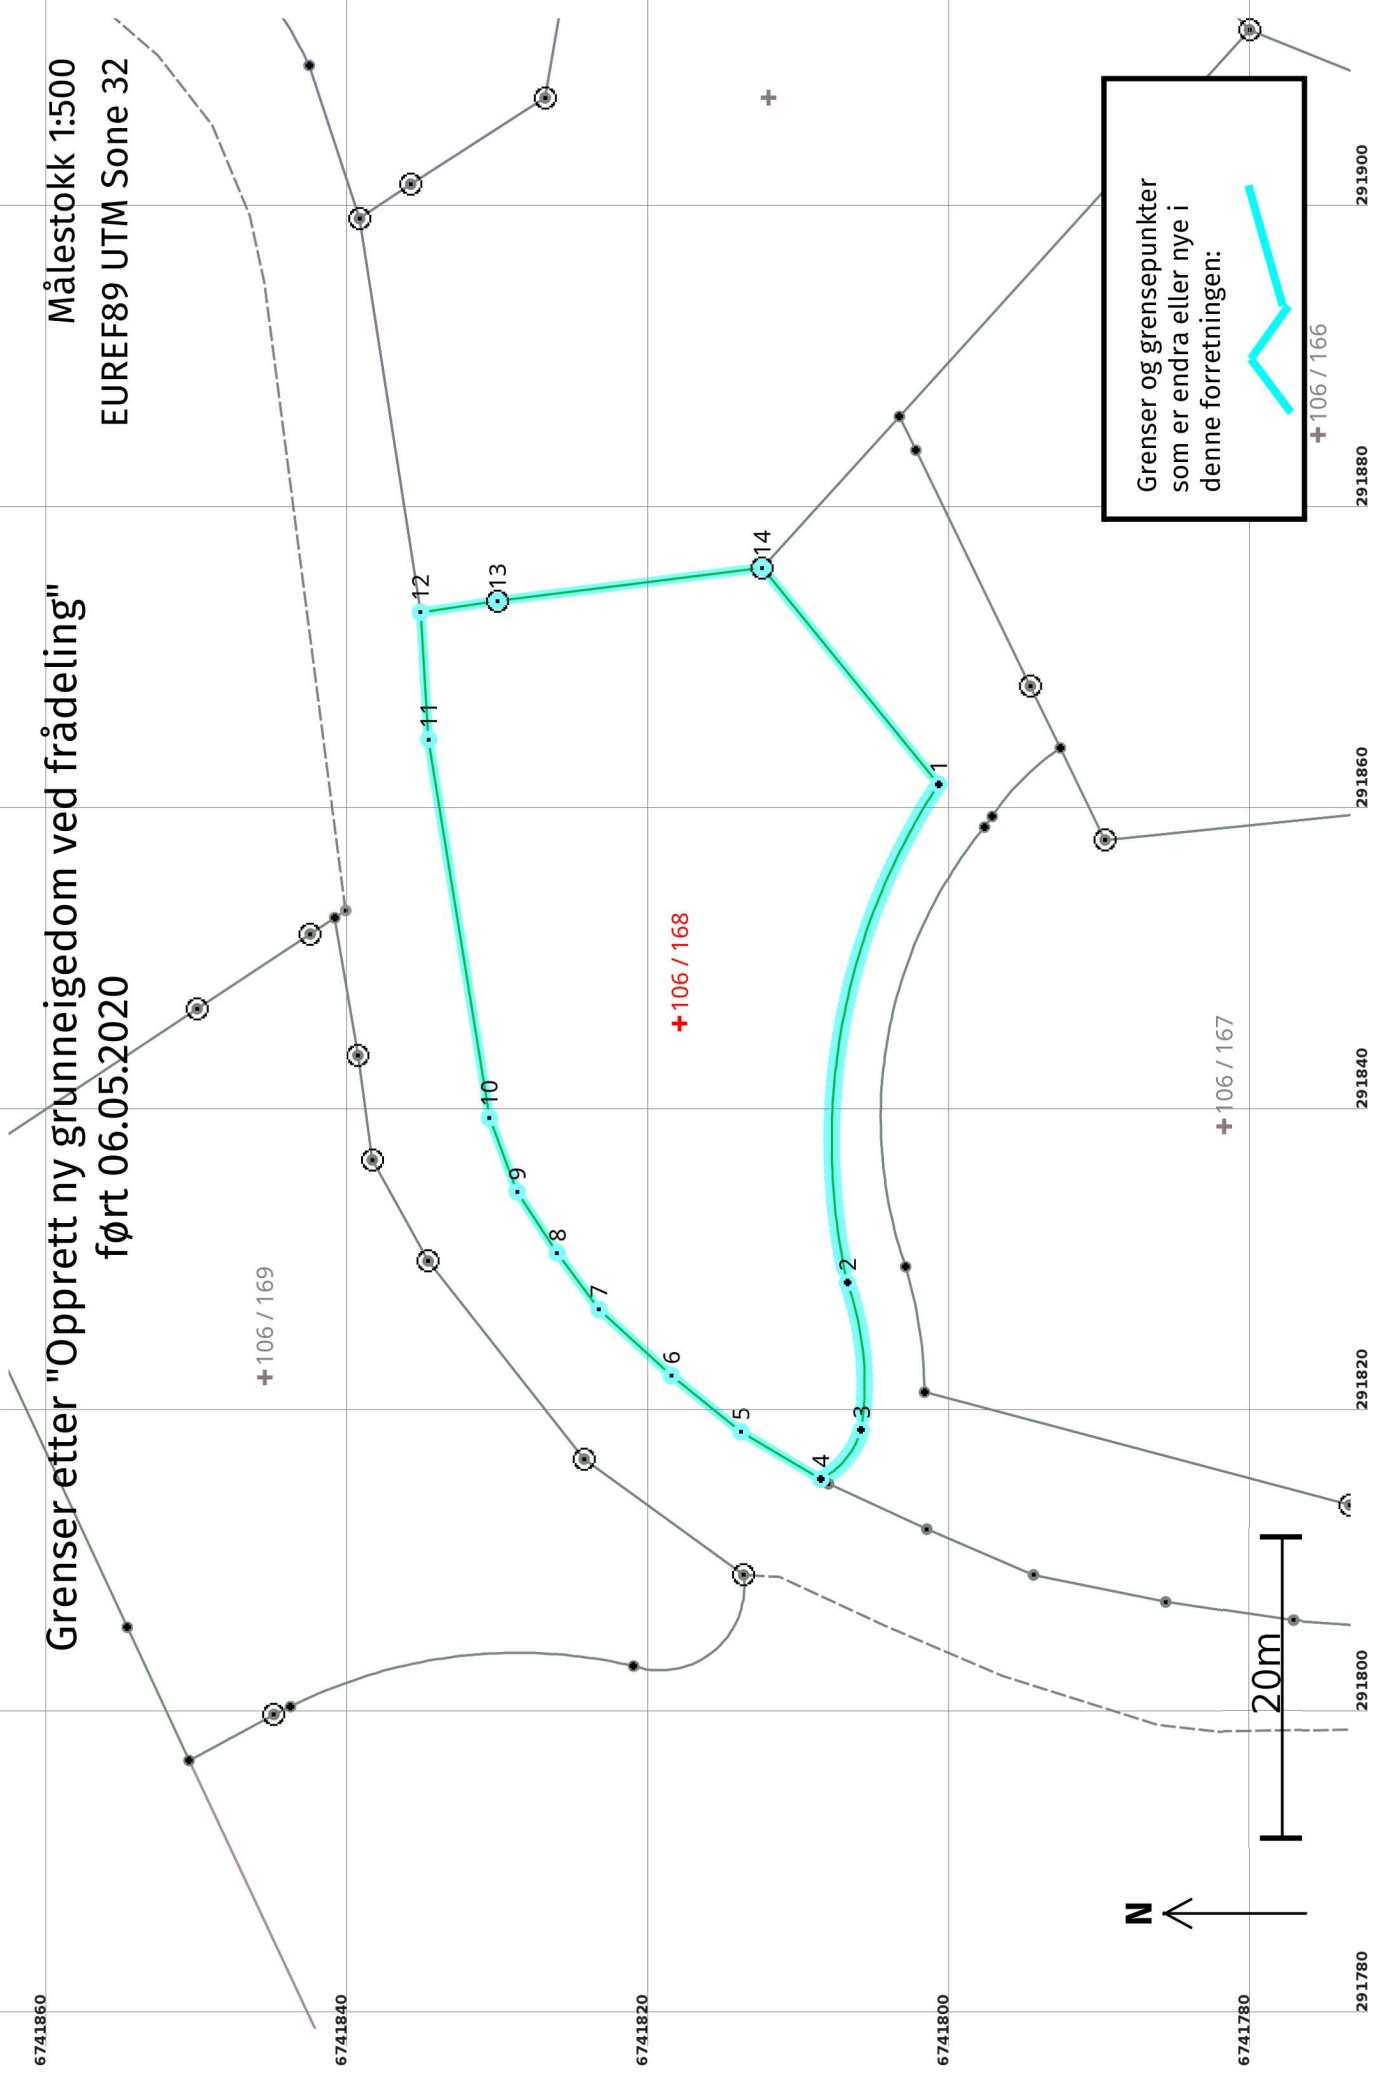 Grenser etter "Opprett ny grunneigedom ved frådeling"
ført 06.05.2020
Målestokk 1:500
EUREF89 UTM Sone 32
106 / 169
106 / 168
106 / 167
106 / 166
1
2
3
4
5
6
7
8
9
10
11
12
13
14
Grenser og grensepunkter
som er endra eller nye i
denne forretningen:
N
20m
6741860
6741840
6741820
6741800
6741780
291780
291800
291820
291840
291860
291880
291900